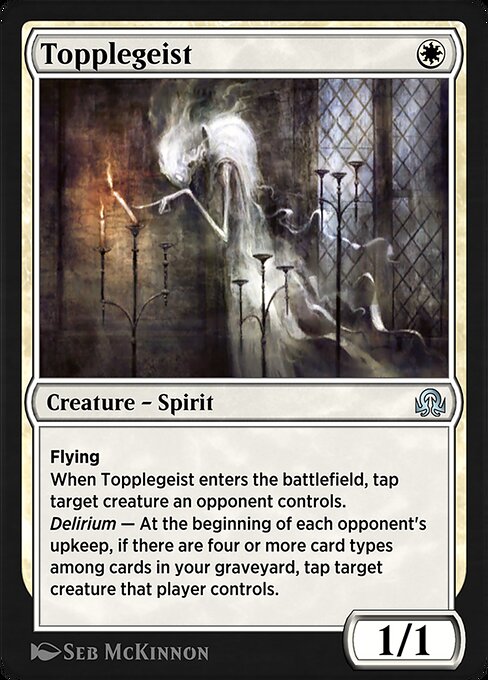 Topplegeist
Creature – Spirit
Flying
When Topplegeist enters the battlefield, tap
target creature an opponent controls.
Delirium — At the beginning of each opponent's
upkeep, if there are four or more card types
among cards in your graveyard, tap target
creature that player controls.
1/1
Seb McKinnon